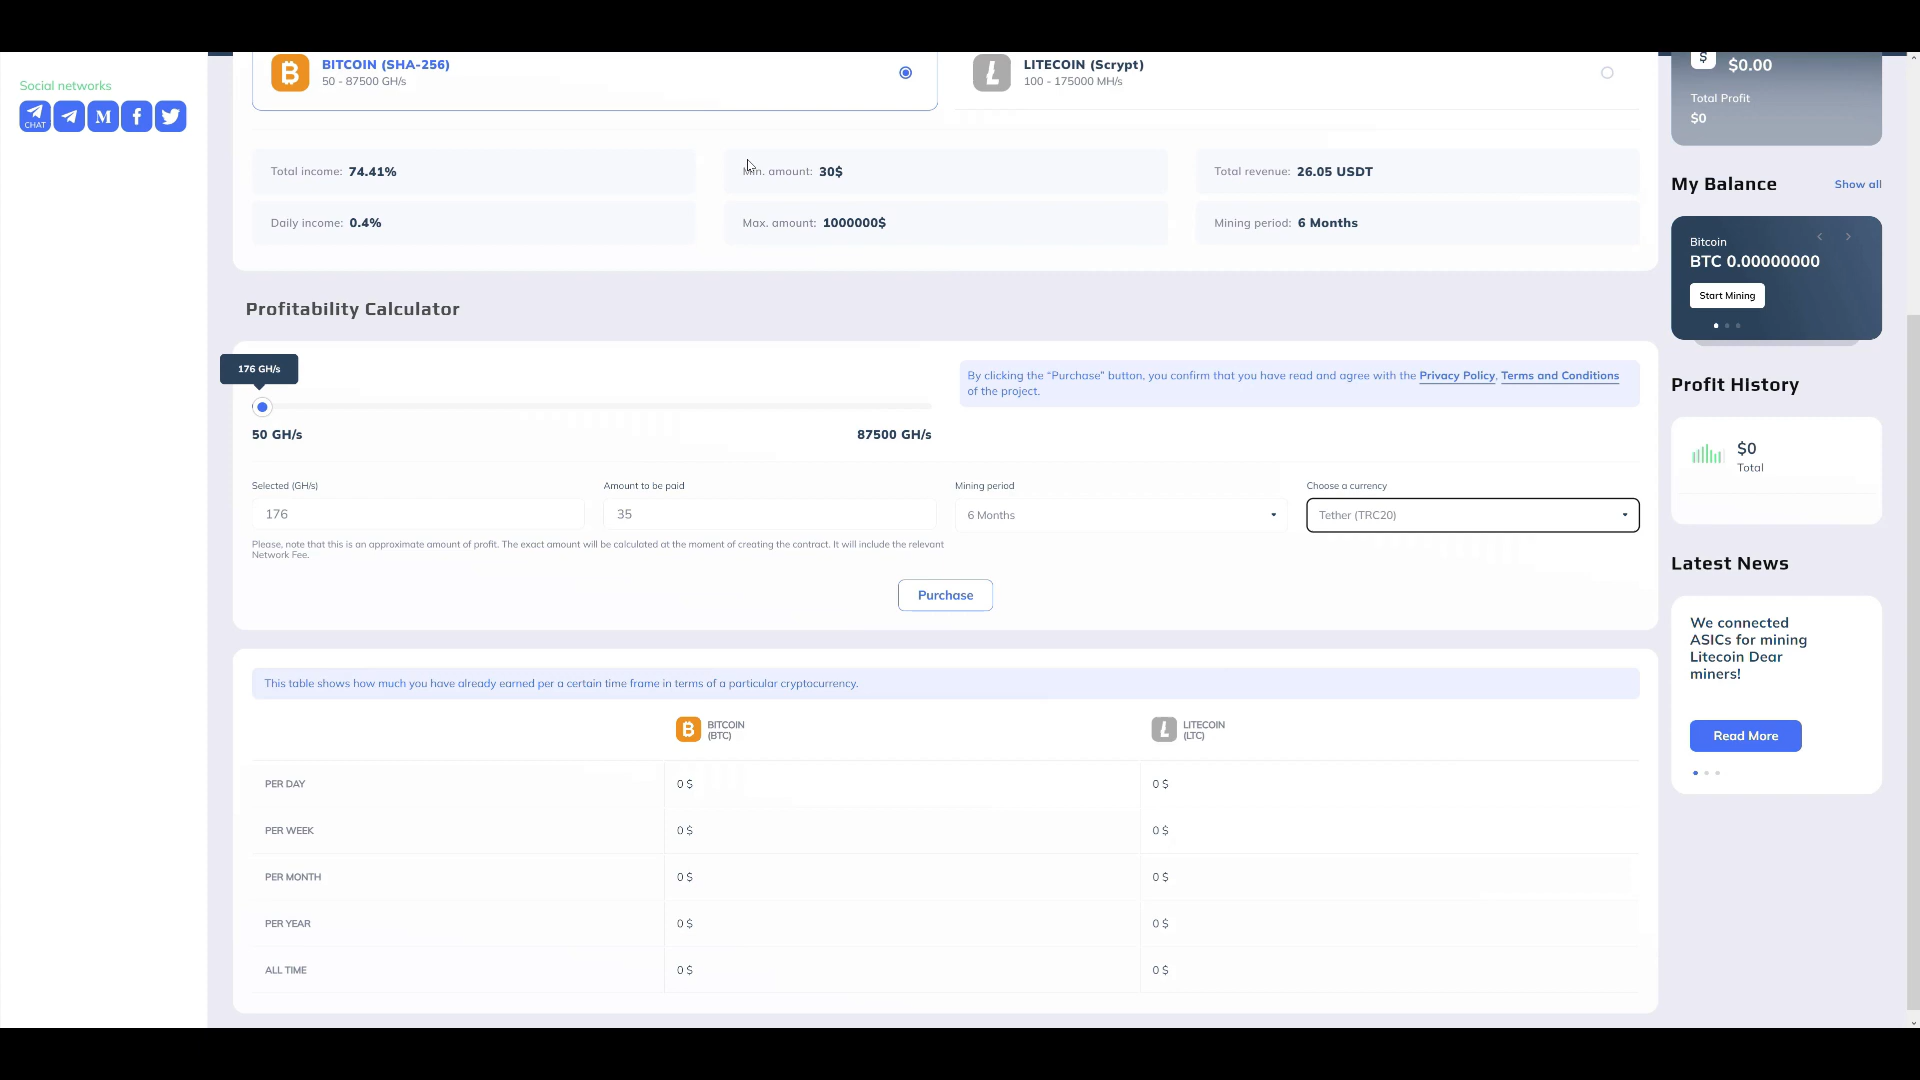 Social networks
CHAT
M
BITCOIN (SHA-256)
50 - 87500 GH/s
LITECOIN (Scrypt)
100 - 175000 MH/s
Total income: 74.41%
Min. amount: 30$
Total revenue: 26.05 USDT
Daily income: 0.4%
Max. amount: 1000000$
Mining period: 6 Months
Profitability Calculator
176 GH/s
50 GH/s
87500 GH/s
By clicking the “Purchase” button, you confirm that you have read and agree with the Privacy Policy, Terms and Conditions
of the project.
Selected (GH/s)
Amount to be paid
Mining period
Choose a currency
176
35
6 Months
Tether (TRC20)
Please, note that this is an approximate amount of profit. The exact amount will be calculated at the moment of creating the contract. It will include the relevant
Network Fee.
Purchase
This table shows how much you have already earned per a certain time frame in terms of a particular cryptocurrency.
BITCOIN
(BTC)
LITECOIN
(LTC)
PER DAY
0 $
0 $
PER WEEK
0 $
0 $
PER MONTH
0 $
0 $
PER YEAR
0 $
0 $
ALL TIME
0 $
0 $
$
$0.00
Total Profit
$0
My Balance
Show all
Bitcoin
BTC 0.00000000
Start Mining
Profit History
$0
Total
Latest News
We connected
ASICs for mining
Litecoin Dear
miners!
Read More